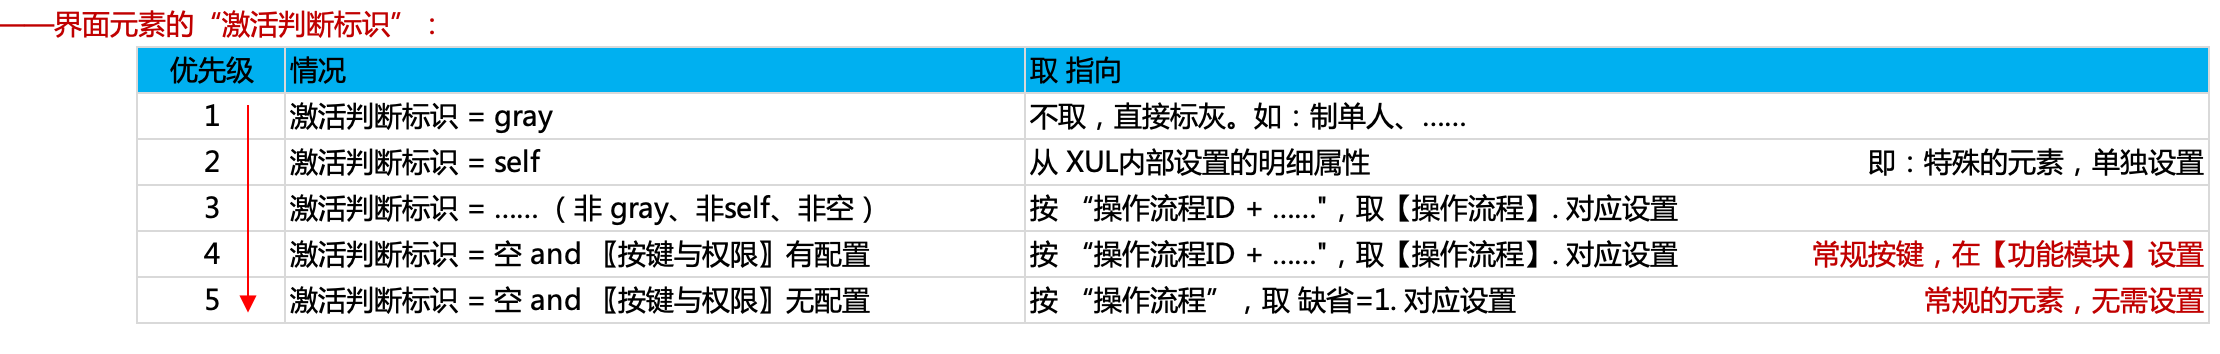 ——界面元素的“激活判断标识”：
优先级 情况 取 指向
1 激活判断标识 = gray 不取，直接标灰。如：制单人、……
2 激活判断标识 = self 从 XUL内部设置的明细属性 即：特殊的元素，单独设置
3 激活判断标识 = ……（非 gray、非self、非空） 按 “操作流程ID + ……"，取【操作流程】. 对应设置
4 激活判断标识 = 空 and 〖按键与权限〗有配置 按 “操作流程ID + ……"，取【操作流程】. 对应设置 常规按键，在【功能模块】设置
5 激活判断标识 = 空 and 〖按键与权限〗无配置 按 “操作流程”，取 缺省=1. 对应设置 常规的元素，无需设置